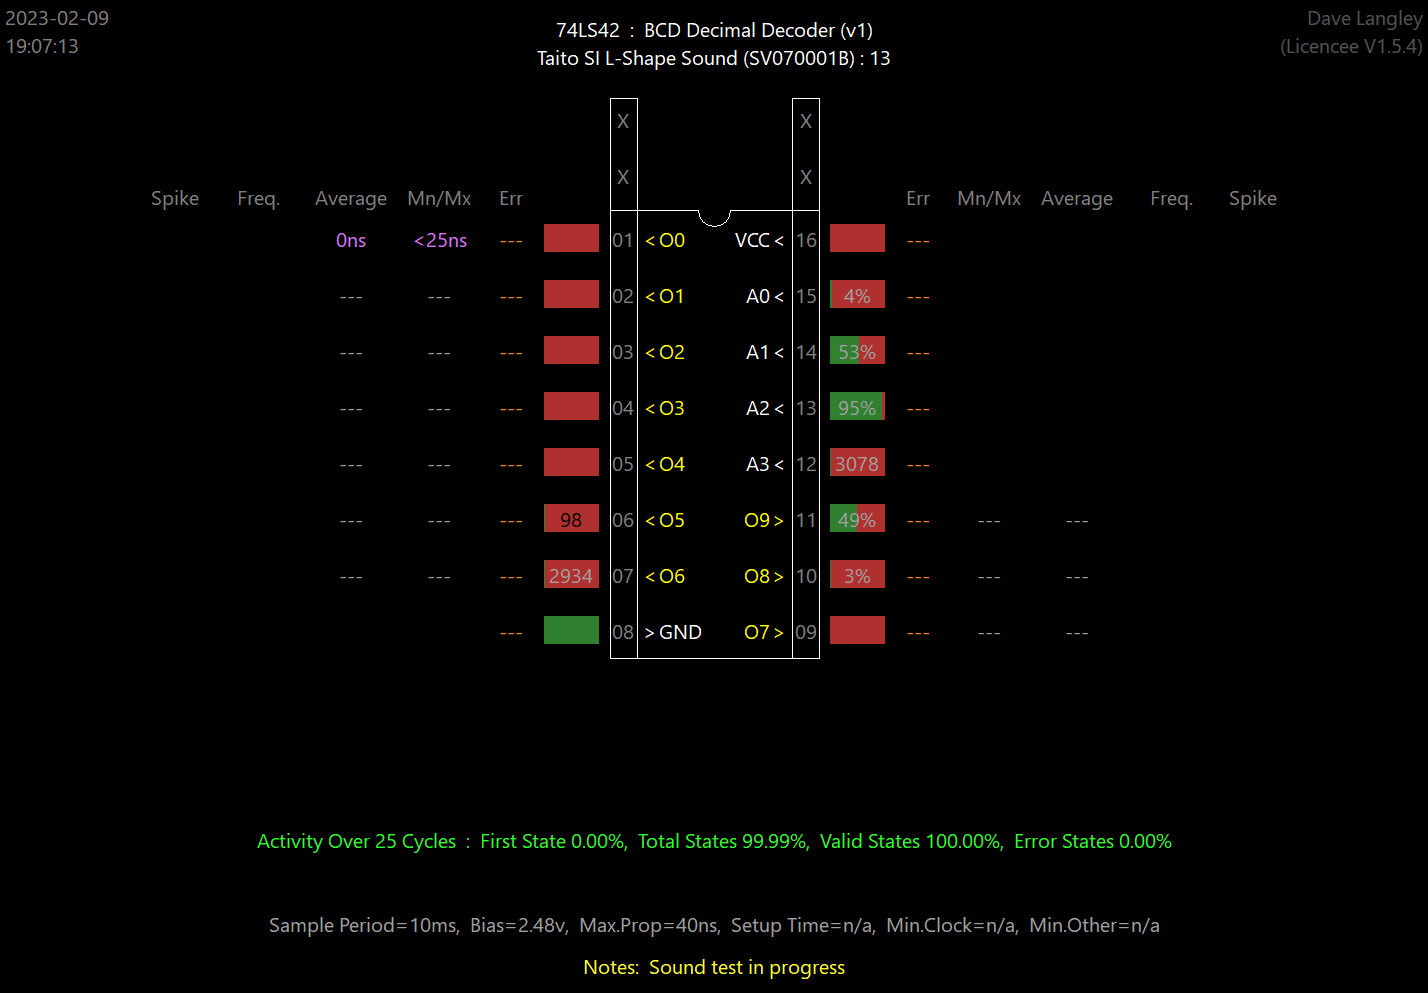 2023-02-09
19:07:13
74LS42 : BCD Decimal Decoder (v1)
Taito SI L-Shape Sound (SV070001B) : 13
Dave Langley
(Licencee V1.5.4)
X X
X X
Spike Freq. Average Mn/Mx Err Err Mn/Mx Average Freq. Spike
0ns <25ns --- 01 <O0 VCC< 16 ---
--- --- --- 02 <O1 A0< 15 4% ---
--- --- --- 03 <O2 A1< 14 53% ---
--- --- --- 04 <O3 A2< 13 95% ---
--- --- --- 05 <O4 A3< 12 3078 ---
--- --- --- 98 06 <O5 O9> 11 49% --- --- ---
--- --- --- 2934 07 <O6 O8> 10 3% --- --- ---
--- 08 >GND O7> 09 --- --- ---
Activity Over 25 Cycles : First State 0.00%, Total States 99.99%, Valid States 100.00%, Error States 0.00%
Sample Period=10ms, Bias=2.48v, Max.Prop=40ns, Setup Time=n/a, Min.Clock=n/a, Min.Other=n/a
Notes: Sound test in progress